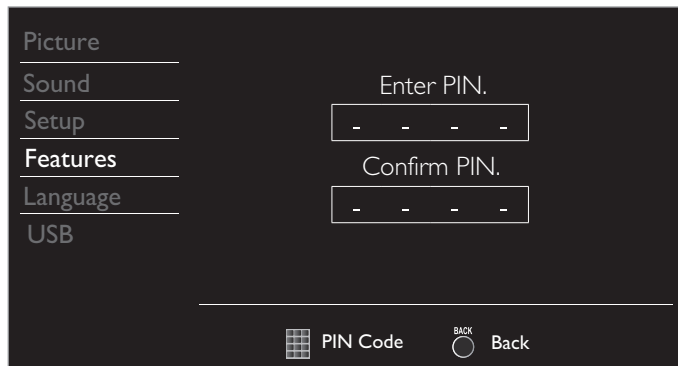 Picture
Sound
Setup
Features
Language
USB
Enter PIN.
- - - -
Confirm PIN.
- - - -
PIN Code
BACK
Back